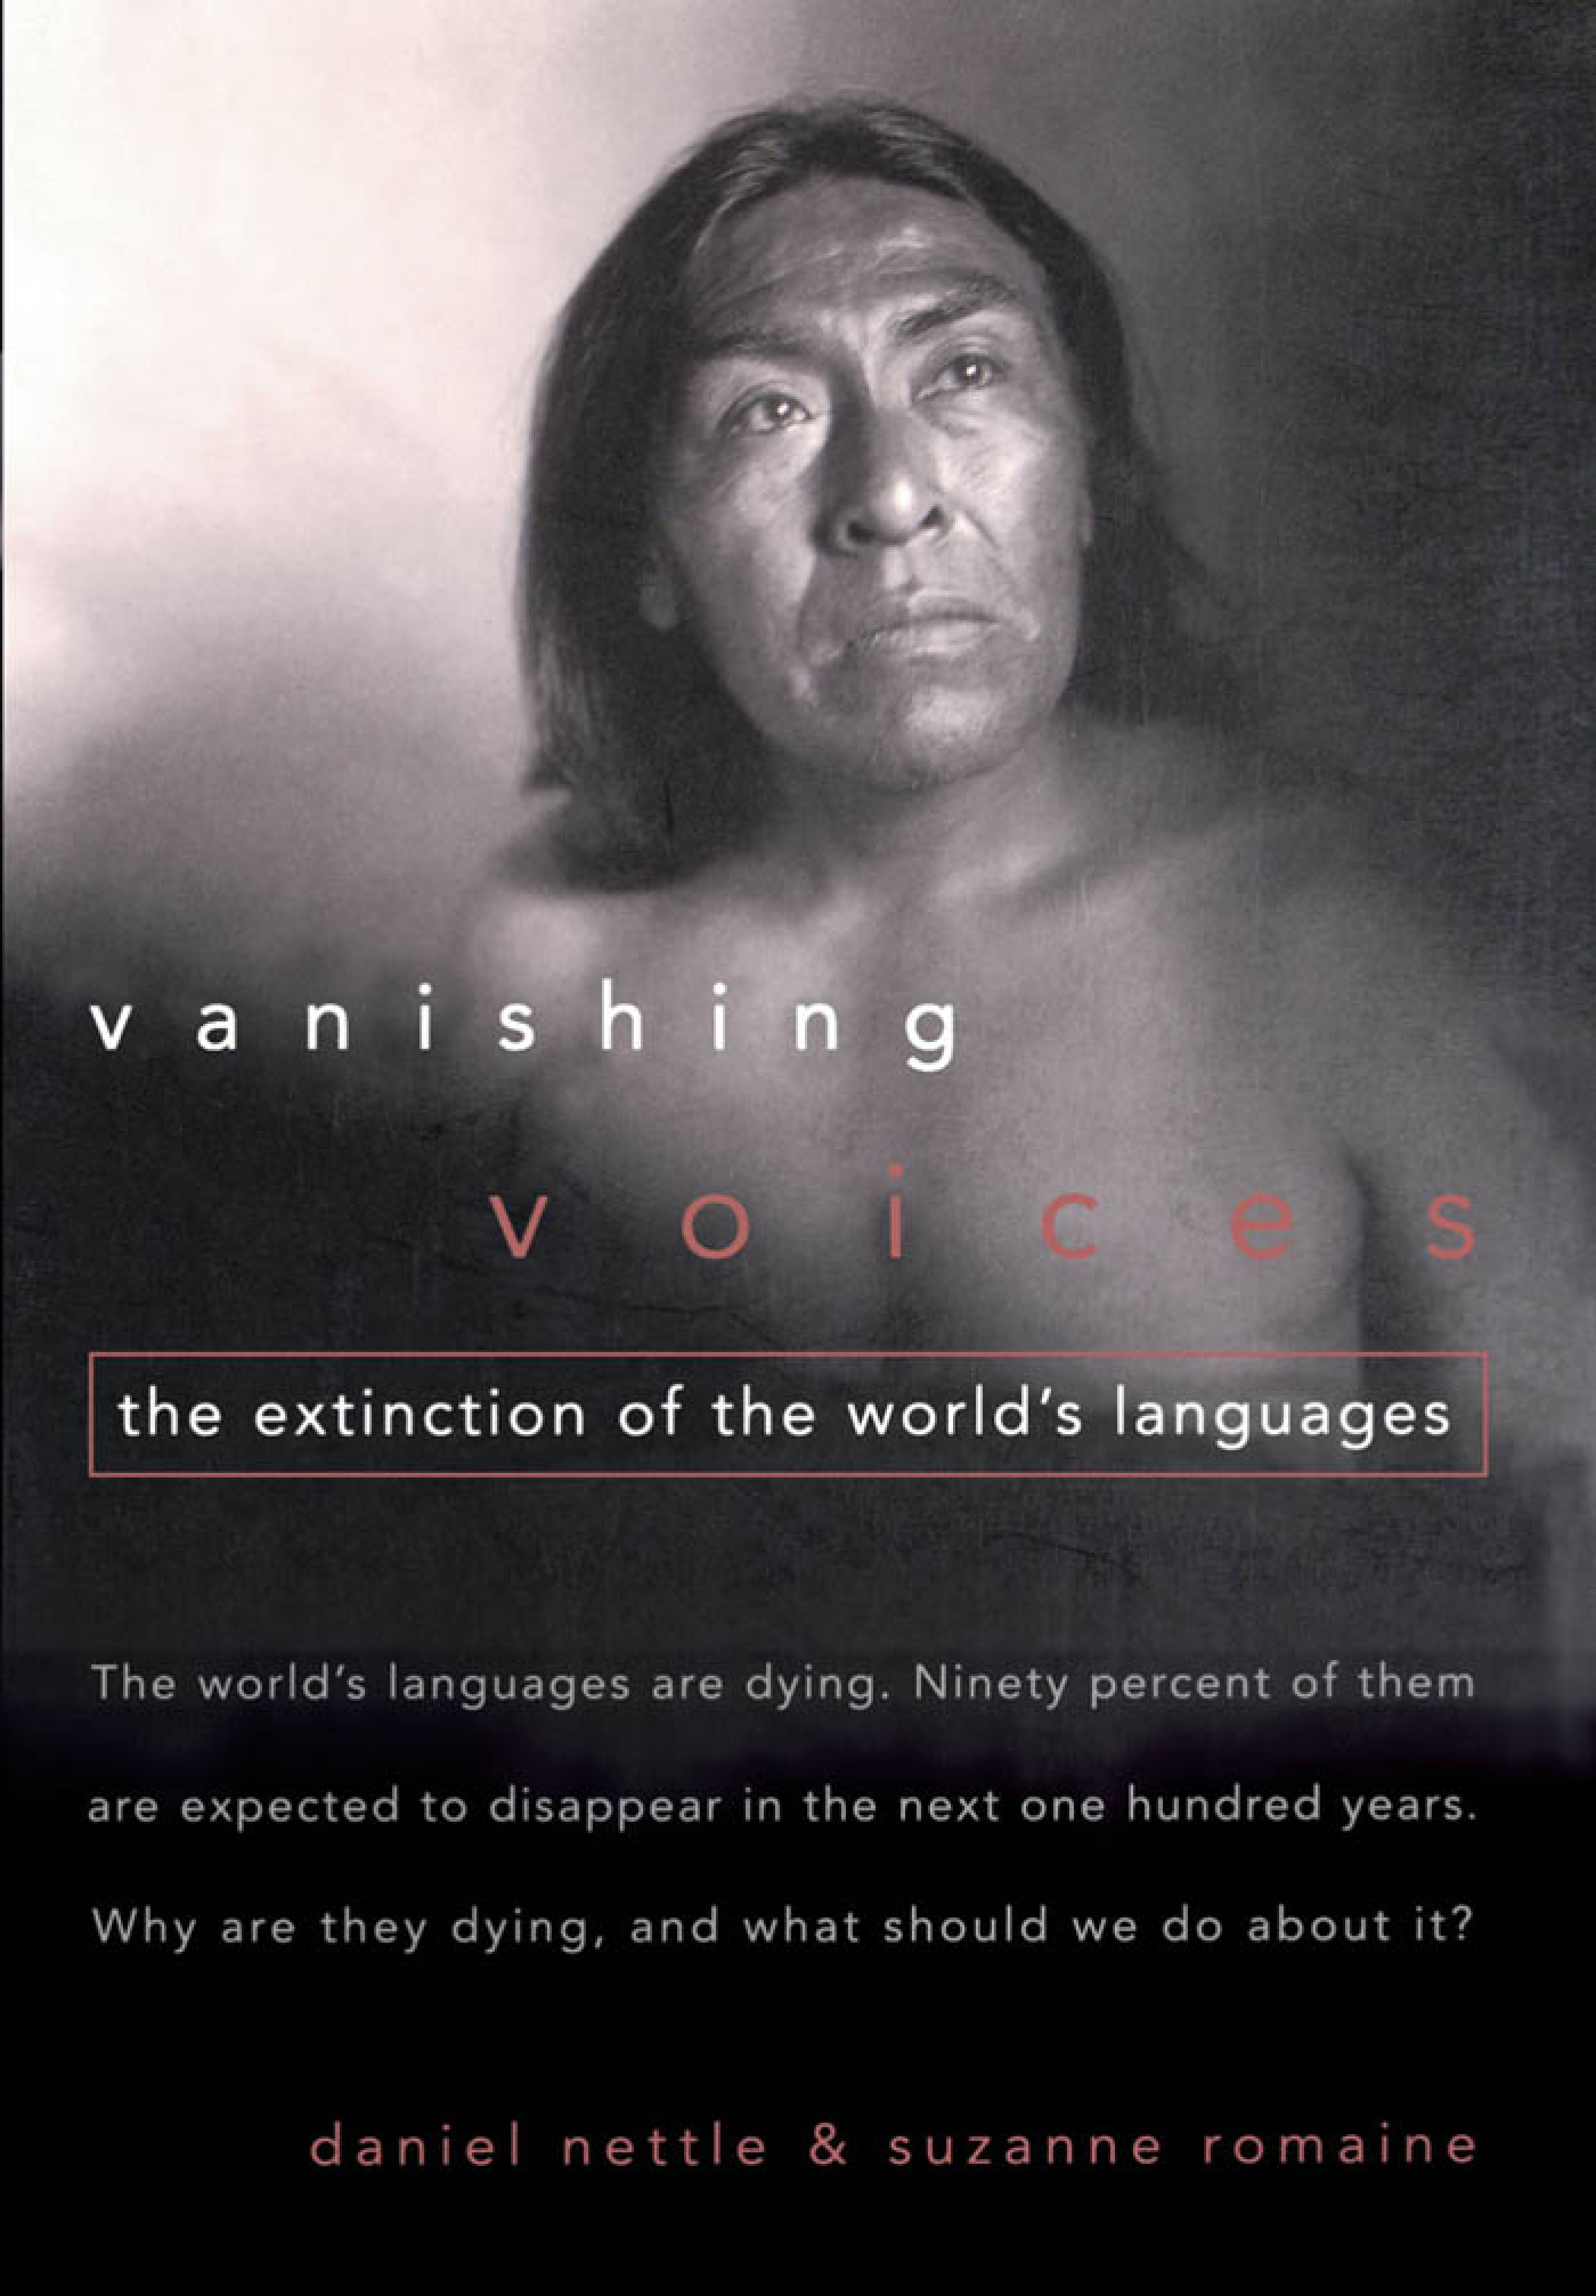 vanishing
voices
the extinction of the world's languages
The world's languages are dying. Ninety percent of them
are expected to disappear in the next one hundred years.
Why are they dying, and what should we do about it?
daniel nettle & suzanne romaine